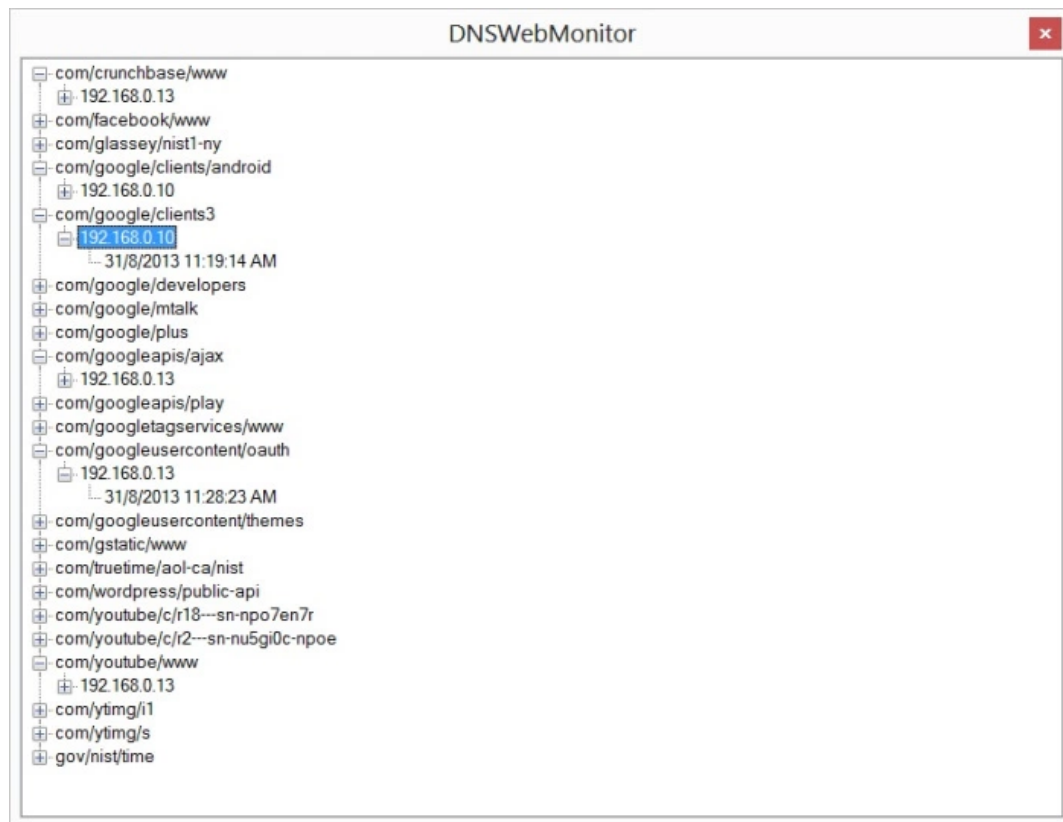 DNSWebMonitor
com/crunchbase/www
192.168.0.13
com/facebook/www
com/glassey/nist1-ny
com/google/clients/android
192.168.0.10
com/google/clients3
192.168.0.10
31/8/2013 11:19:14 AM
com/google/developers
com/google/mtalk
com/google/plus
com/googleapis/ajax
192.168.0.13
com/googleapis/play
com/googletagservices/www
com/googleusercontent/oauth
192.168.0.13
31/8/2013 11:28:23 AM
com/googleusercontent/themes
com/gstatic/www
com/truetime/aol-ca/nist
com/wordpress/public-api
com/youtube/c/r18---sn-npo7en7r
com/youtube/c/r2---sn-nu5gi0c-npoe
com/youtube/www
192.168.0.13
com/ytimg/i1
com/ytimg/s
gov/nist/time